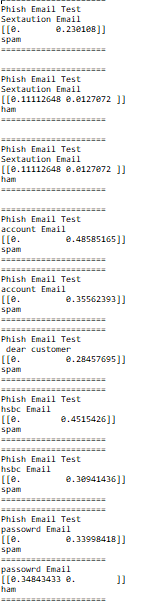 =====================
Phish Email Test
Sextaution Email
[[0.       0.230108]]
spam
=====================
=====================
Phish Email Test
Sextaution Email
[[0.11112648 0.0127072 ]]
ham
=====================
=====================
Phish Email Test
Sextaution Email
[[0.11112648 0.0127072 ]]
ham
=====================
=====================
Phish Email Test
account Email
[[0.         0.48585165]]
spam
=====================
=====================
Phish Email Test
account Email
[[0.         0.35562393]]
spam
=====================
=====================
Phish Email Test
 dear customer
[[0.         0.28457695]]
spam
=====================
=====================
Phish Email Test
hsbc Email
[[0.        0.4515426]]
spam
=====================
=====================
Phish Email Test
hsbc Email
[[0.         0.30941436]]
spam
=====================
=====================
Phish Email Test
passowrd Email
[[0.         0.33998418]]
spam
=====================
passowrd Email
[[0.34843433 0.        ]]
ham
=====================